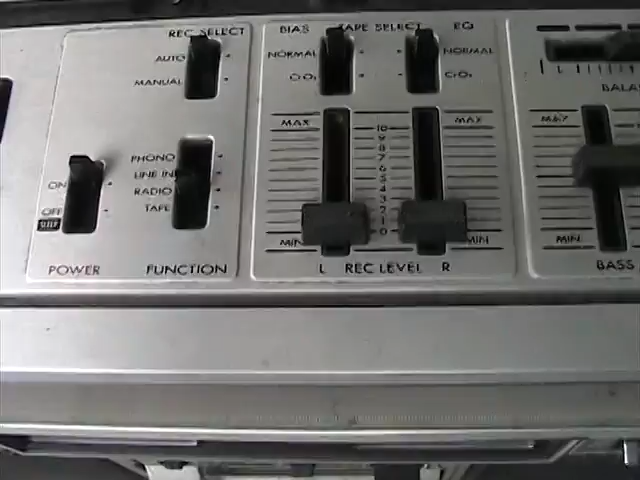 REC SELECT
AUTO
MANUAL
PHONO
LINE IN
RADIO
TAPE
FUNCTION
ON
OFF
POWER
BIAS TAPE SELECT EQ
NORMAL NORMAL
CrO₂ CrO₂
MAX MAX
10
9
8
7
6
5
4
3
2
1
0
MIN MIN
L REC LEVEL R
BALA
MAX
MIN
BASS